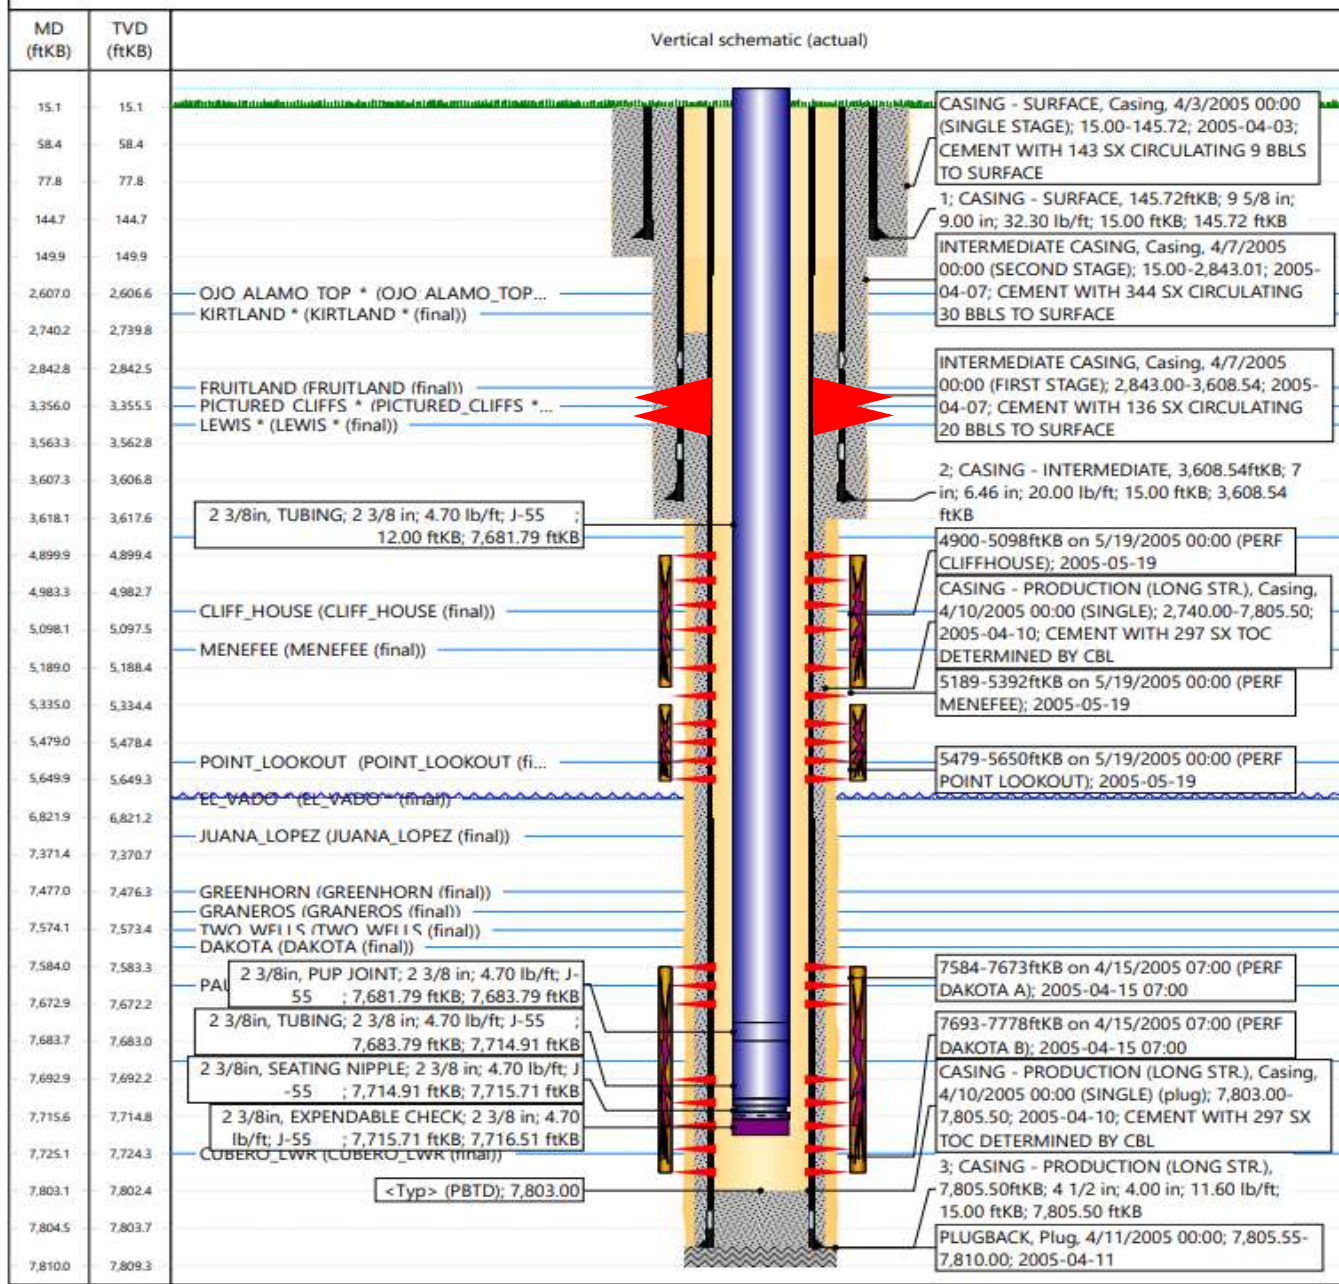 MD
(ftKB)
TVD
(ftKB)
Vertical schematic (actual)
15.1 15.1
58.4 58.4
77.8 77.8
144.7 144.7
149.9 149.9
2,607.0 2,606.6
2,740.2 2,739.8
2,842.8 2,842.5
3,356.0 3,355.5
3,563.3 3,562.8
3,607.3 3,606.8
3,618.1 3,617.6
4,899.9 4,899.4
4,983.3 4,982.7
5,098.1 5,097.5
5,189.0 5,188.4
5,335.0 5,334.4
5,479.0 5,478.4
5,649.9 5,649.3
6,821.9 6,821.2
7,371.4 7,370.7
7,477.0 7,476.3
7,574.1 7,573.4
7,584.0 7,583.3
7,672.9 7,672.2
7,683.7 7,683.0
7,692.9 7,692.2
7,715.6 7,714.8
7,725.1 7,724.3
7,803.1 7,802.4
7,804.5 7,803.7
7,810.0 7,809.3
OJO_ALAMO_TOP * (OJO_ALAMO_TOP...
KIRTLAND * (KIRTLAND * (final))
FRUITLAND (FRUITLAND (final))
PICTURED_CLIFFS * (PICTURED_CLIFFS *...
LEWIS * (LEWIS * (final))
2 3/8in, TUBING; 2 3/8 in; 4.70 lb/ft; J-55 ;
12.00 ftKB; 7,681.79 ftKB
CLIFF_HOUSE (CLIFF_HOUSE (final))
MENEFEE (MENEFEE (final))
POINT_LOOKOUT (POINT_LOOKOUT (fi...
EL_VADO * (EL_VADO * (final))
JUANA_LOPEZ (JUANA_LOPEZ (final))
GREENHORN (GREENHORN (final))
GRANEROS (GRANEROS (final))
TWO_WELLS (TWO_WELLS (final))
DAKOTA (DAKOTA (final))
2 3/8in, PUP JOINT; 2 3/8 in; 4.70 lb/ft; J-
55 ; 7,681.79 ftKB; 7,683.79 ftKB
2 3/8in, TUBING; 2 3/8 in; 4.70 lb/ft; J-55 ;
7,683.79 ftKB; 7,714.91 ftKB
2 3/8in, SEATING NIPPLE; 2 3/8 in; 4.70 lb/ft; J
-55 ; 7,714.91 ftKB; 7,715.71 ftKB
2 3/8in, EXPENDABLE CHECK; 2 3/8 in; 4.70
lb/ft; J-55 ; 7,715.71 ftKB; 7,716.51 ftKB
CUBERO_LWR (CUBERO_LWR (final))
<Typ> (PBTD); 7,803.00
CASING - SURFACE, Casing, 4/3/2005 00:00
(SINGLE STAGE); 15.00-145.72; 2005-04-03;
CEMENT WITH 143 SX CIRCULATING 9 BBLS
TO SURFACE
1; CASING - SURFACE, 145.72ftKB; 9 5/8 in;
9.00 in; 32.30 lb/ft; 15.00 ftKB; 145.72 ftKB
INTERMEDIATE CASING, Casing, 4/7/2005
00:00 (SECOND STAGE); 15.00-2,843.01; 2005-
04-07; CEMENT WITH 344 SX CIRCULATING
30 BBLS TO SURFACE
INTERMEDIATE CASING, Casing, 4/7/2005
00:00 (FIRST STAGE); 2,843.00-3,608.54; 2005-
04-07; CEMENT WITH 136 SX CIRCULATING
20 BBLS TO SURFACE
2; CASING - INTERMEDIATE, 3,608.54ftKB; 7
in; 6.46 in; 20.00 lb/ft; 15.00 ftKB; 3,608.54
ftKB
4900-5098ftKB on 5/19/2005 00:00 (PERF
CLIFFHOUSE); 2005-05-19
CASING - PRODUCTION (LONG STR.), Casing,
4/10/2005 00:00 (SINGLE); 2,740.00-7,805.50;
2005-04-10; CEMENT WITH 297 SX TOC
DETERMINED BY CBL
5189-5392ftKB on 5/19/2005 00:00 (PERF
MENEFEE); 2005-05-19
5479-5650ftKB on 5/19/2005 00:00 (PERF
POINT LOOKOUT); 2005-05-19
7584-7673ftKB on 4/15/2005 07:00 (PERF
DAKOTA A); 2005-04-15 07:00
7693-7778ftKB on 4/15/2005 07:00 (PERF
DAKOTA B); 2005-04-15 07:00
CASING - PRODUCTION (LONG STR.), Casing,
4/10/2005 00:00 (SINGLE) (plug); 7,803.00-
7,805.50; 2005-04-10; CEMENT WITH 297 SX
TOC DETERMINED BY CBL
3; CASING - PRODUCTION (LONG STR.),
7,805.50ftKB; 4 1/2 in; 4.00 in; 11.60 lb/ft;
15.00 ftKB; 7,805.50 ftKB
PLUGBACK, Plug, 4/11/2005 00:00; 7,805.55-
7,810.00; 2005-04-11